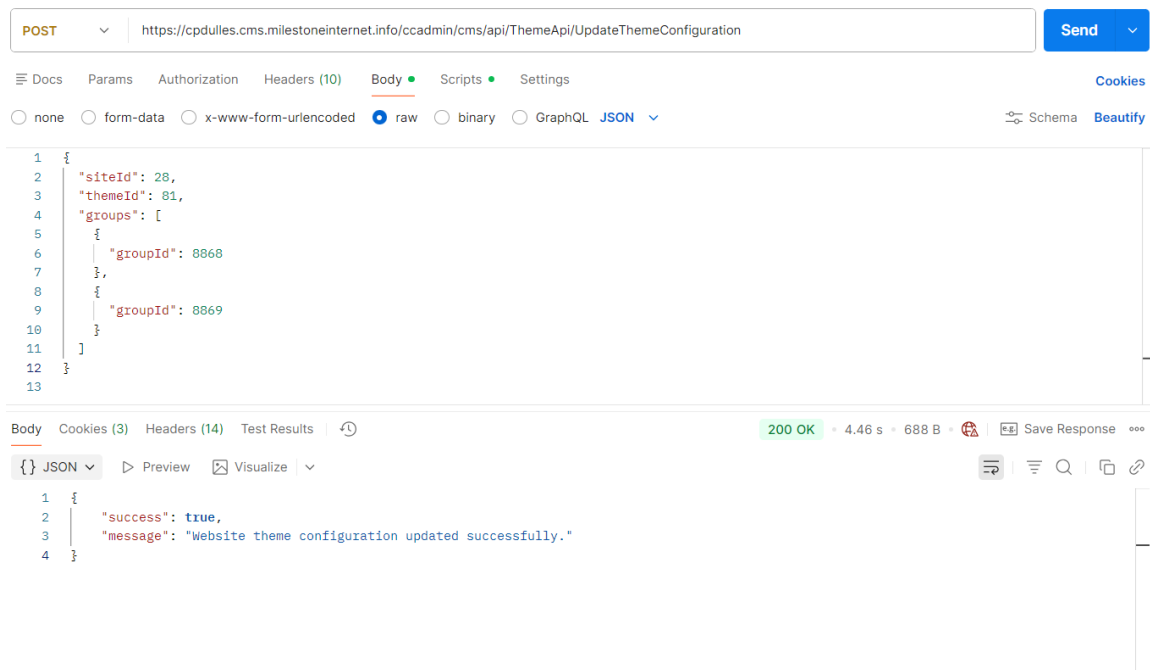 POST https://cpdulles.cms.milestoneinternet.info/ccadmin/cms/api/ThemeApi/UpdateThemeConfiguration Send
Docs Params Authorization Headers (10) Body Scripts Settings Cookies
none form-data x-www-form-urlencoded raw binary GraphQL JSON Schema Beautify
1 {
2 "siteId": 28,
3 "themeId": 81,
4 "groups": [
5 {
6 "groupId": 8868
7 },
8 {
9 "groupId": 8869
10 }
11 ]
12 }
13
Body Cookies (3) Headers (14) Test Results 200 OK 4.46 s 688 B e.g. Save Response
{} JSON Preview Visualize
1 {
2 "success": true,
3 "message": "Website theme configuration updated successfully."
4 }